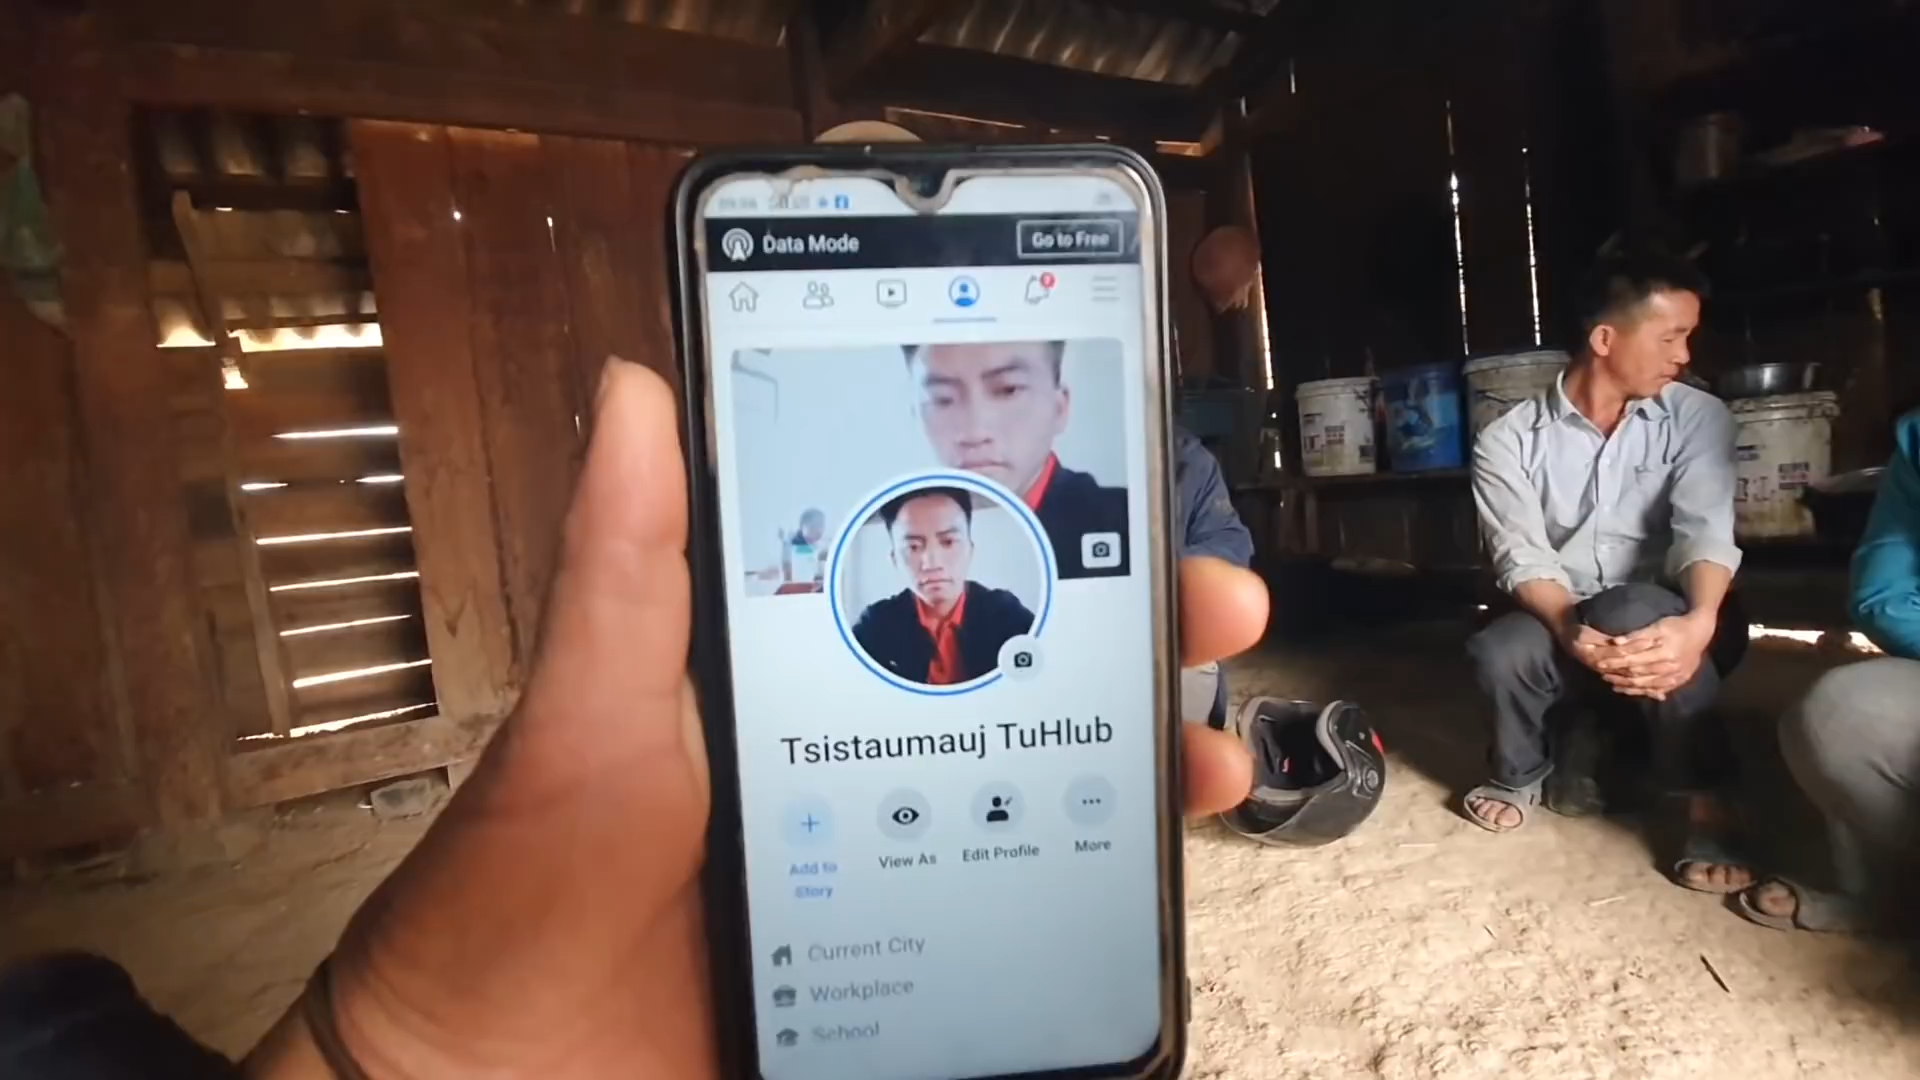 Data Mode
Go to Free
Tsistaumauj TuHlub
Add to Story
View As
Edit Profile
More
Current City
Workplace
School